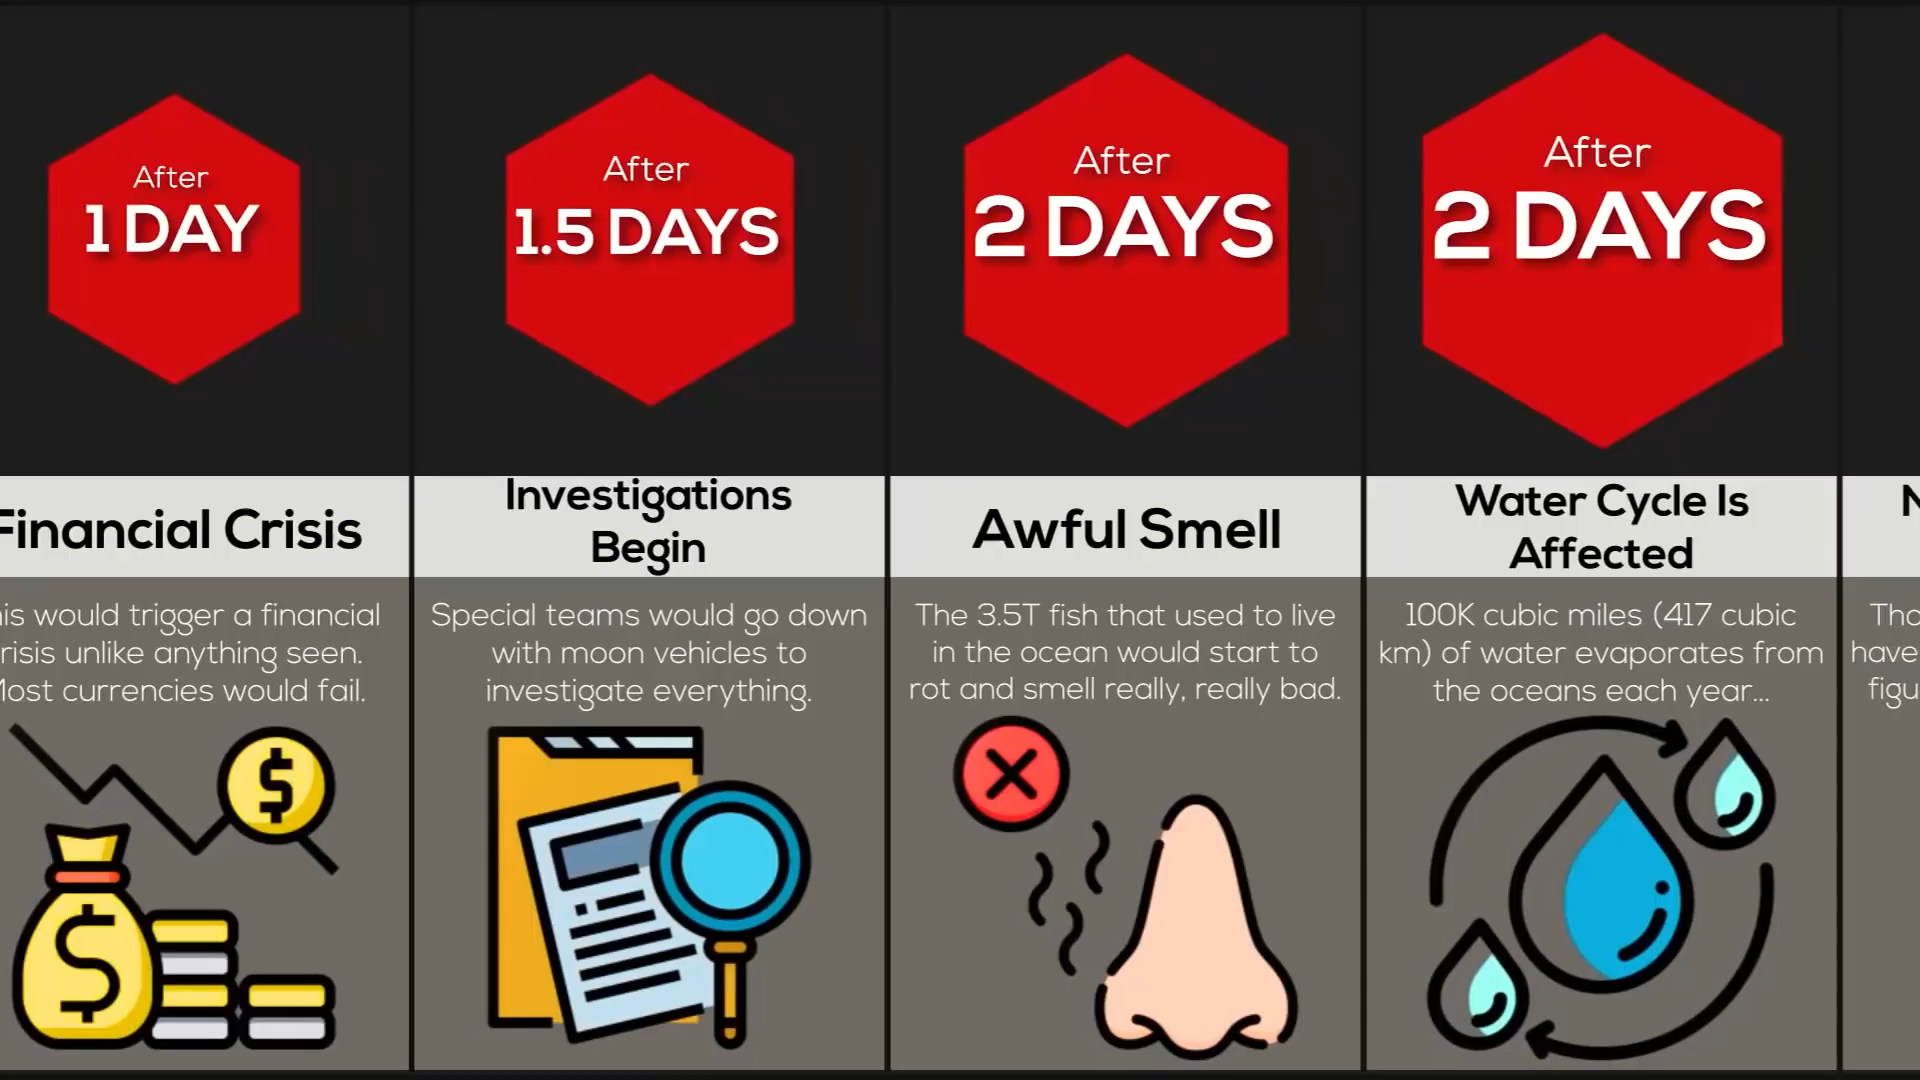 After
1 DAY
Financial Crisis
his would trigger a financial
risis unlike anything seen.
Most currencies would fail.
After
1.5 DAYS
Investigations
Begin
Special teams would go down
with moon vehicles to
investigate everything.
After
2 DAYS
Awful Smell
The 3.5T fish that used to live
in the ocean would start to
rot and smell really, really bad.
After
2 DAYS
Water Cycle Is
Affected
100K cubic miles (417 cubic
km) of water evaporates from
the oceans each year...
have